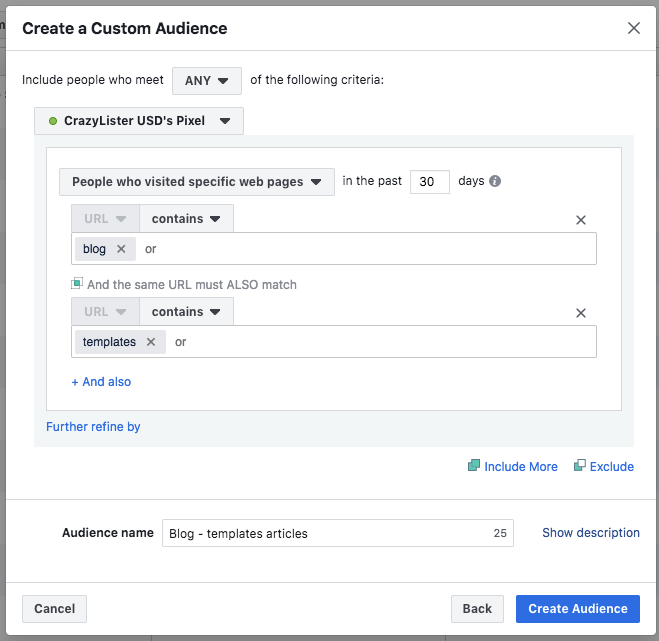 Create a Custom Audience
Include people who meet ANY of the following criteria:
CrazyLister USD's Pixel
People who visited specific web pages in the past 30 days
URL contains
blog or
And the same URL must ALSO match
URL contains
templates or
+ And also
Further refine by
Include More Exclude
Audience name Blog - templates articles 25 Show description
Cancel Back Create Audience